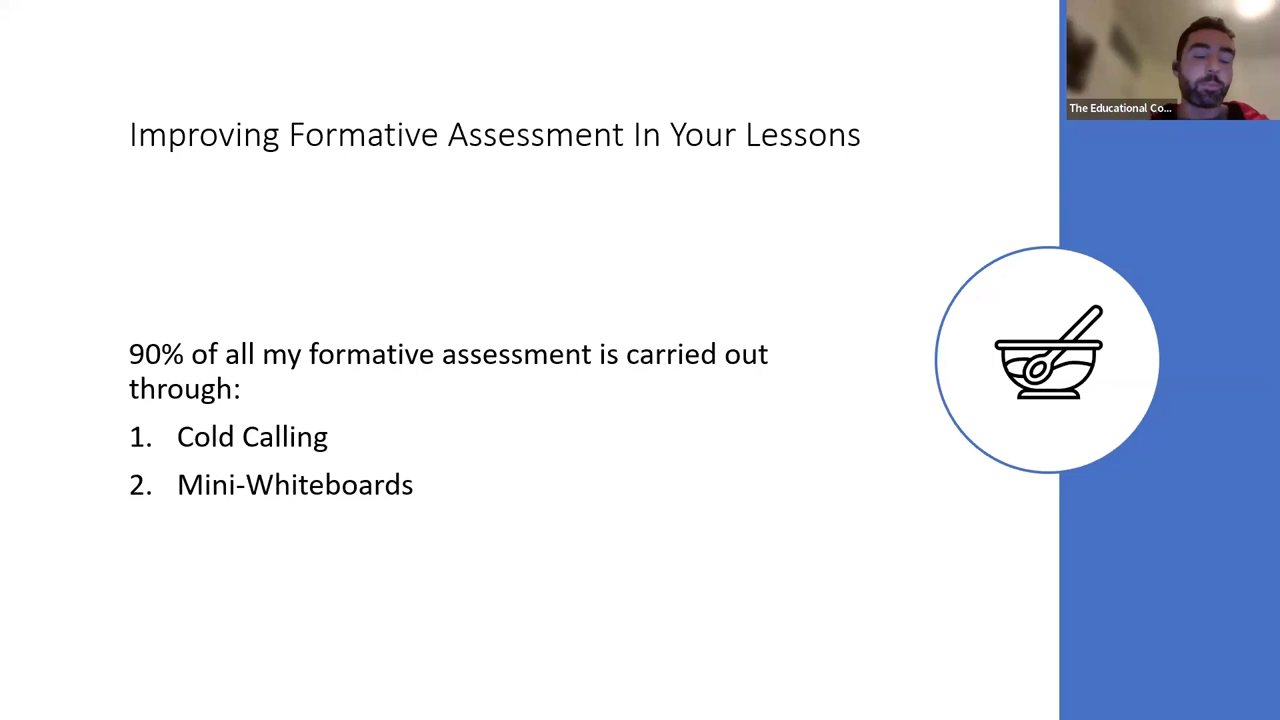 Improving Formative Assessment In Your Lessons
The Educational Co...
90% of all my formative assessment is carried out
through:
1. Cold Calling
2. Mini-Whiteboards